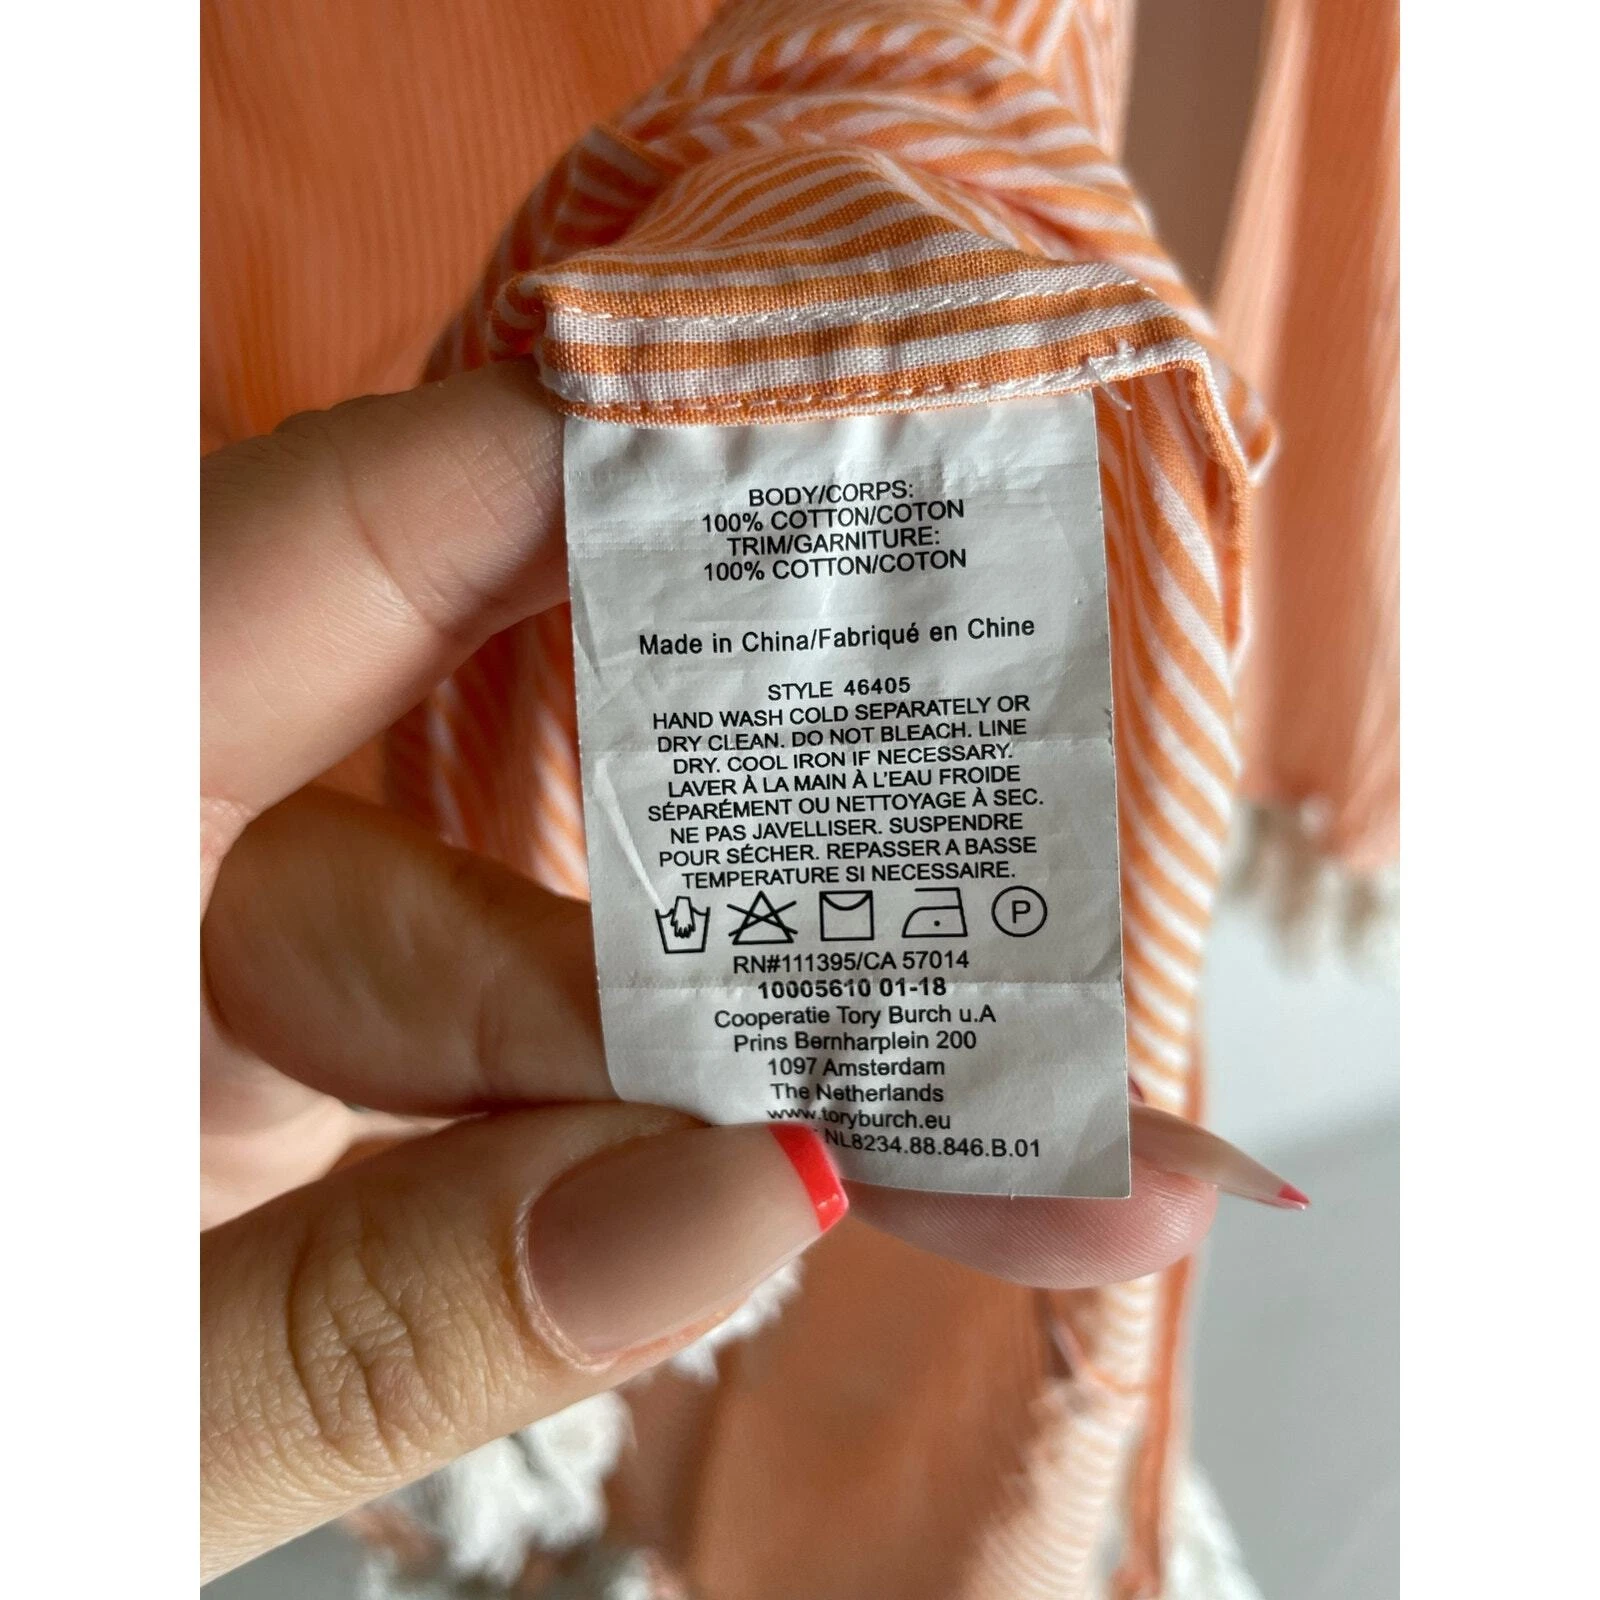 BODY/CORPS:
100% COTTON/COTON
TRIM/GARNITURE:
100% COTTON/COTON
Made in China/Fabriqué en Chine
STYLE 46405
HAND WASH COLD SEPARATELY OR
DRY CLEAN. DO NOT BLEACH. LINE
DRY. COOL IRON IF NECESSARY.
LAVER À LA MAIN À L'EAU FROIDE
SÉPARÉMENT OU NETTOYAGE À SEC.
NE PAS JAVELLISER. SUSPENDRE
POUR SÉCHER. REPASSER A BASSE
TEMPERATURE SI NECESSAIRE.
P
RN#111395/CA 57014
10005610 01-18
Cooperatie Tory Burch u.A
Prins Bernharplein 200
1097 Amsterdam
The Netherlands
www.toryburch.eu
NL8234.88.846.B.01